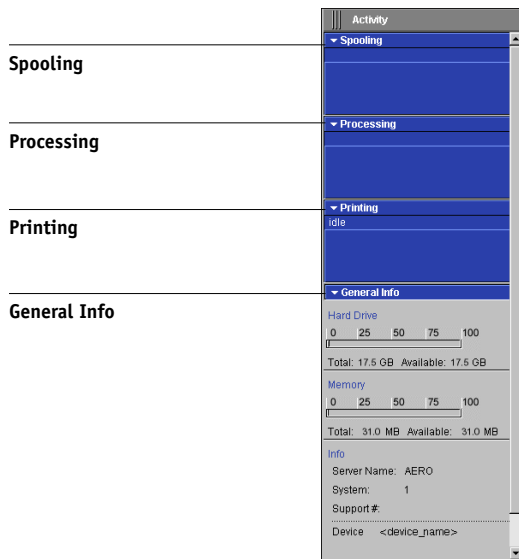 Activity
Spooling
Spooling
Processing
Processing
Printing
Printing
idle
General Info
General Info
Hard Drive
0 25 50 75 100
Total: 17.5 GB Available: 17.5 GB
Memory
0 25 50 75 100
Total: 31.0 MB Available: 31.0 MB
Info
Server Name: AERO
System: 1
Support #:
Device <device_name>